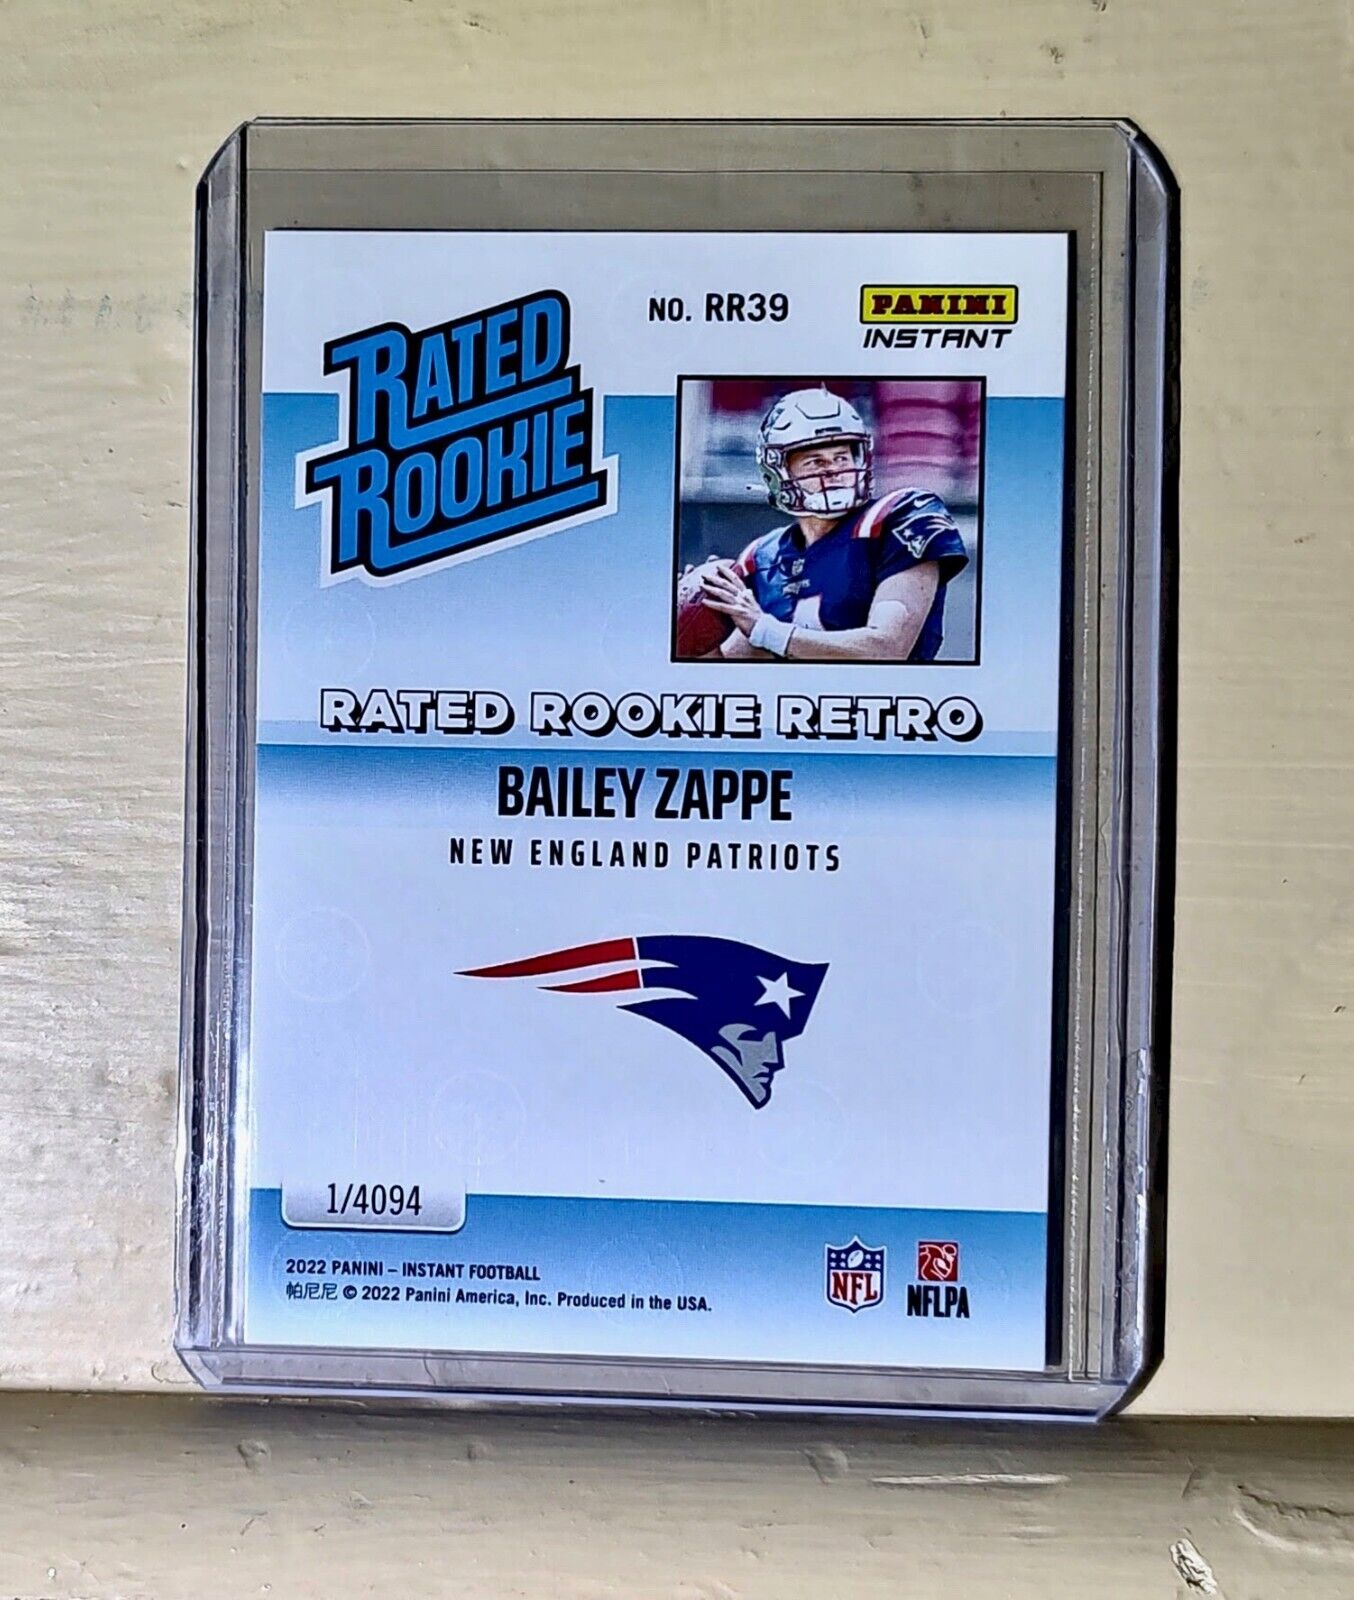 NO. RR39
PANINI
INSTANT
RATED
ROOKIE
RATED ROOKIE RETRO
BAILEY ZAPPE
NEW ENGLAND PATRIOTS
1/4094
2022 PANINI – INSTANT FOOTBALL
帕尼尼 © 2022 Panini America, Inc. Produced in the USA.
NFL
NFLPA